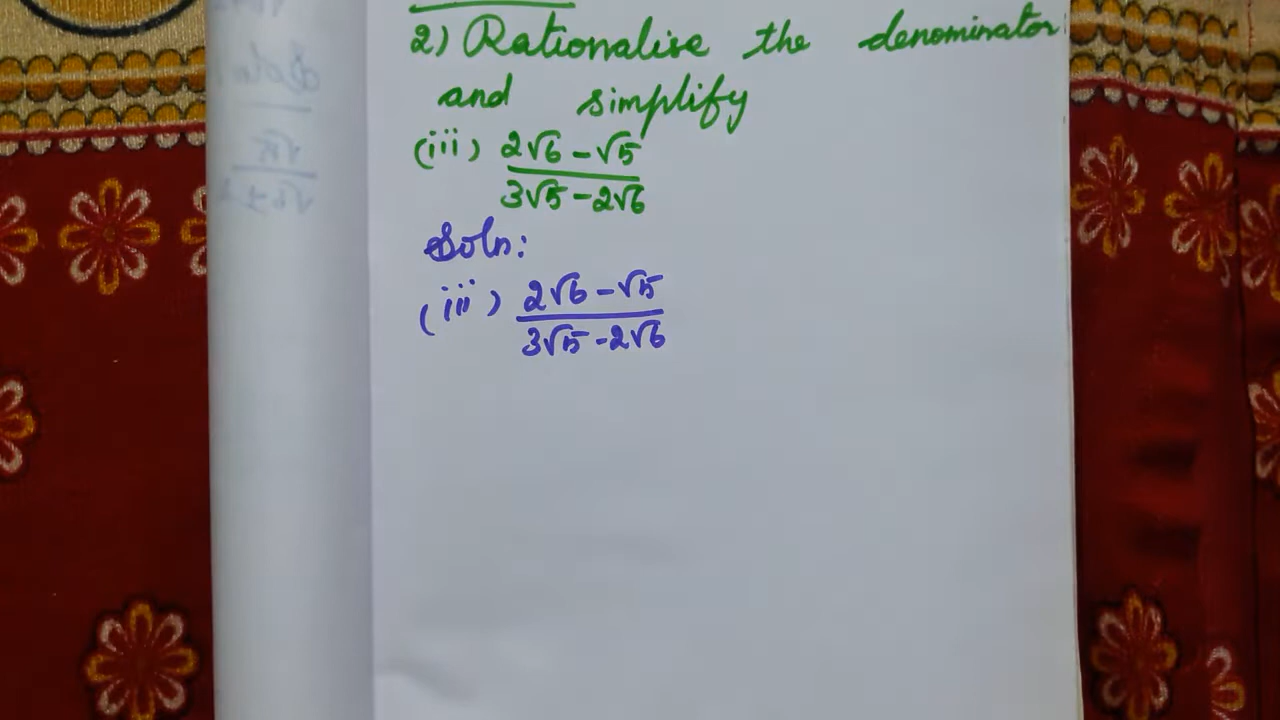 2) Rationalise the denominator
and simplify
(iii) 2√6 - √5
3√5 - 2√6
Soln:
(iii) 2√6 - √5
3√5 - 2√6